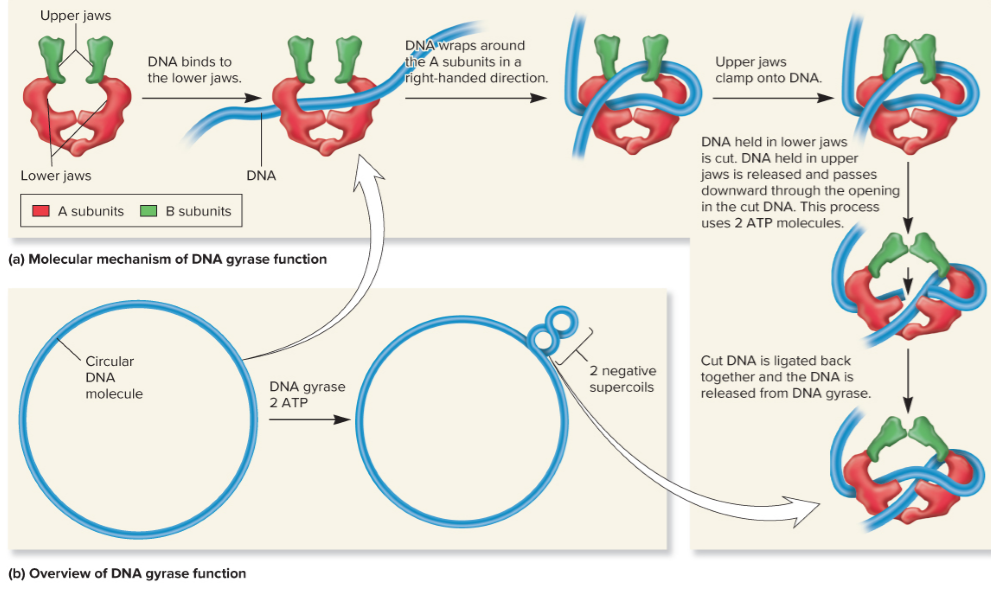 Upper jaws
DNA binds to
the lower jaws.
DNA wraps around
the A subunits in a
right-handed direction.
Upper jaws
clamp onto DNA.
Lower jaws
DNA
A subunits
B subunits
DNA held in lower jaws
is cut. DNA held in upper
jaws is released and passes
downward through the opening
in the cut DNA. This process
uses 2 ATP molecules.
(a) Molecular mechanism of DNA gyrase function
Circular
DNA
molecule
DNA gyrase
2 ATP
2 negative
supercoils
Cut DNA is ligated back
together and the DNA is
released from DNA gyrase.
(b) Overview of DNA gyrase function